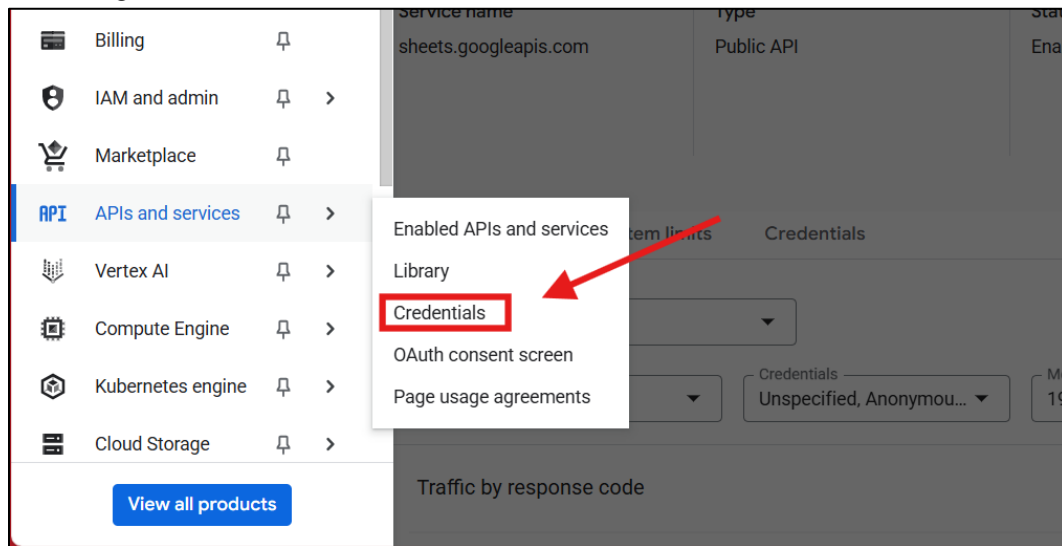 Service name
Type
Billing
sheets.googleapis.com
Public API
IAM and admin
Marketplace
API
APIs and services
Enabled APIs and services
Credentials
Vertex AI
Library
Credentials
Compute Engine
OAuth consent screen
Kubernetes engine
Page usage agreements
Credentials
Unspecified, Anonymou...
Cloud Storage
View all products
Traffic by response code